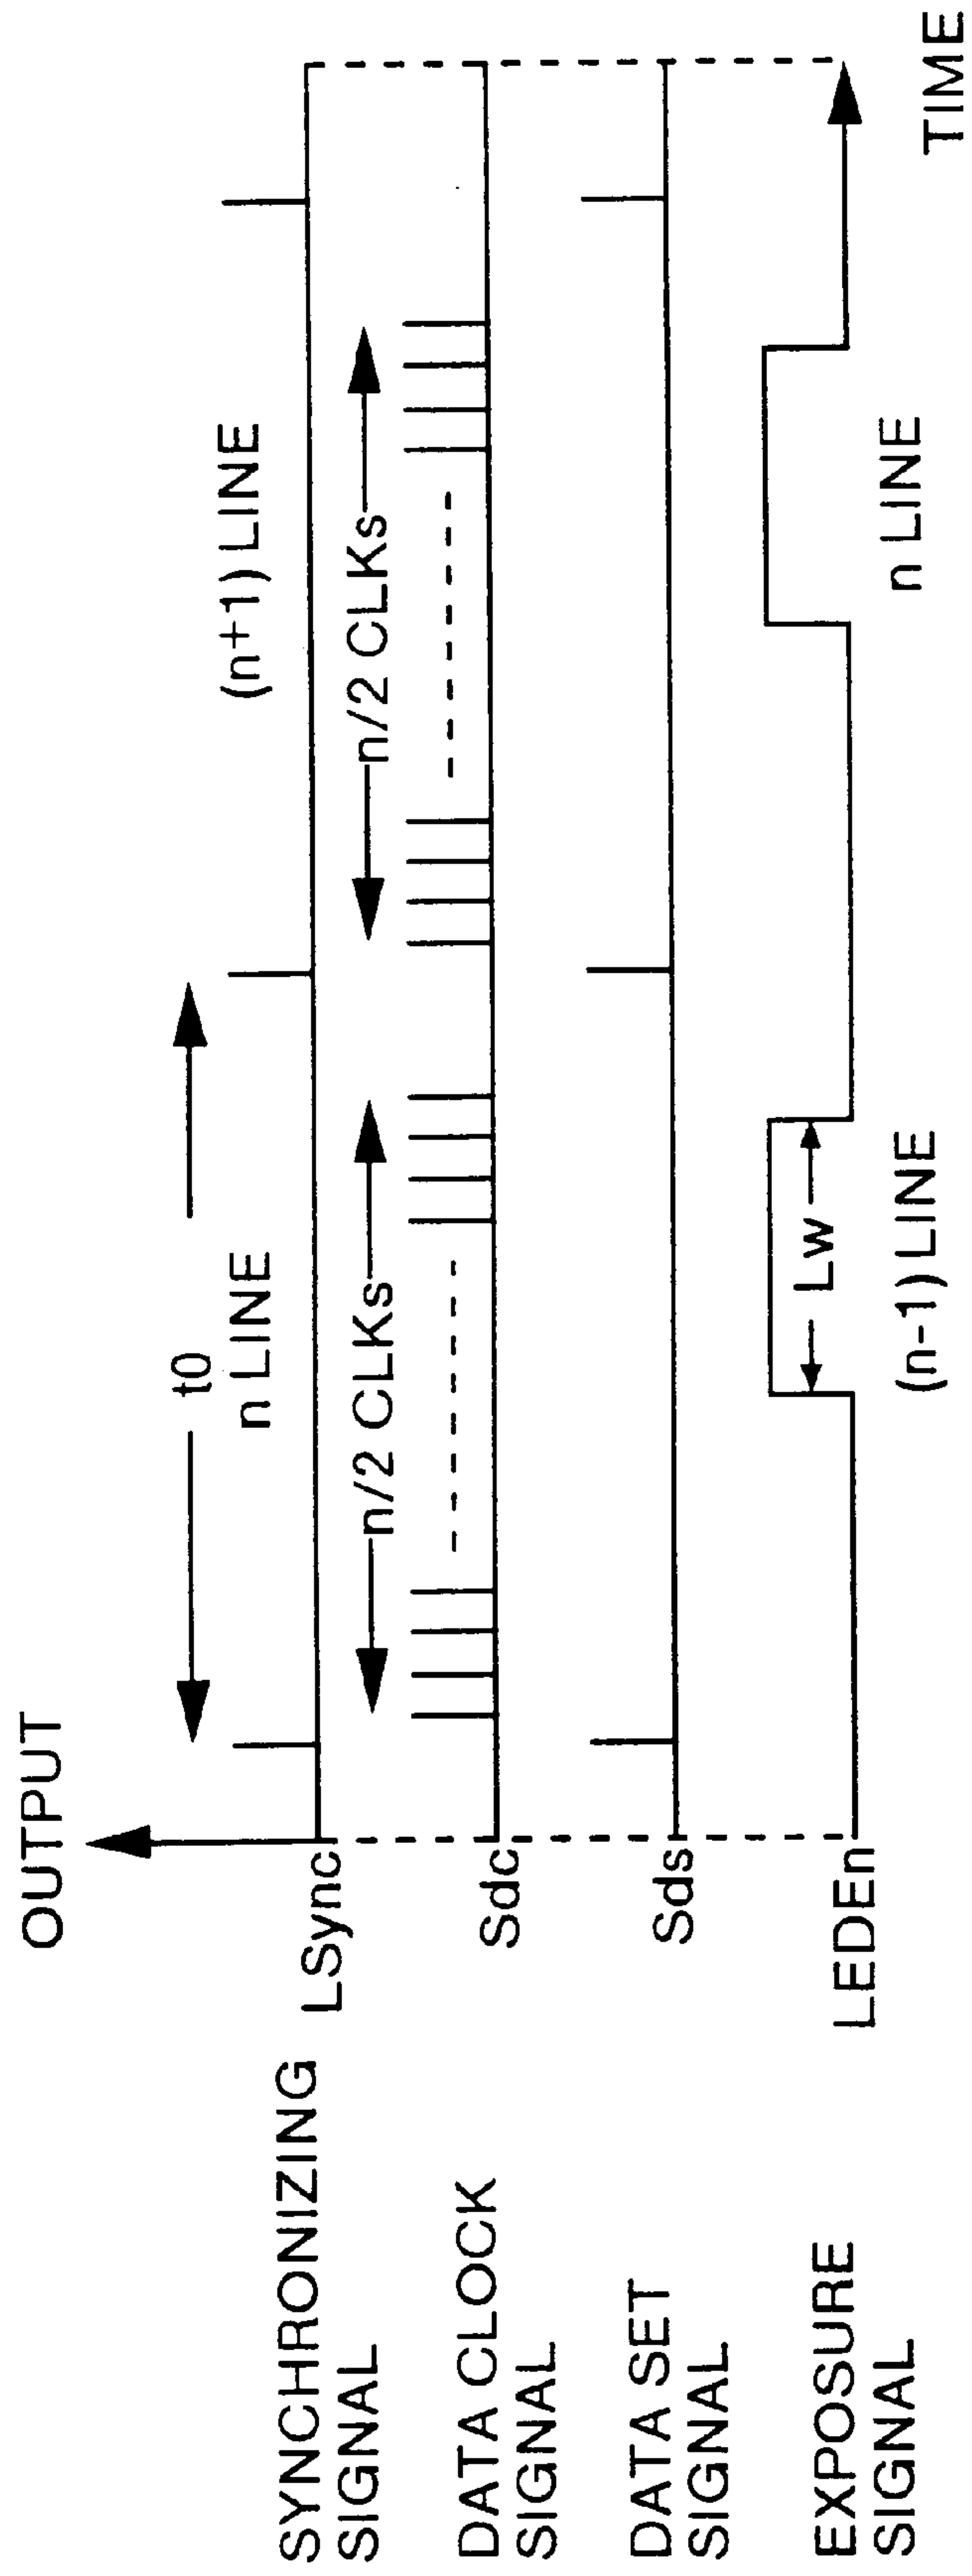 OUTPUT
t0
n LINE
(n+1) LINE
SYNCHRONIZING
SIGNAL
LSync
n/2 CLKs
n/2 CLKs
DATA CLOCK
SIGNAL
Sdc
DATA SET
SIGNAL
Sds
Lw
EXPOSURE
SIGNAL
LEDEn
(n-1) LINE
n LINE
TIME